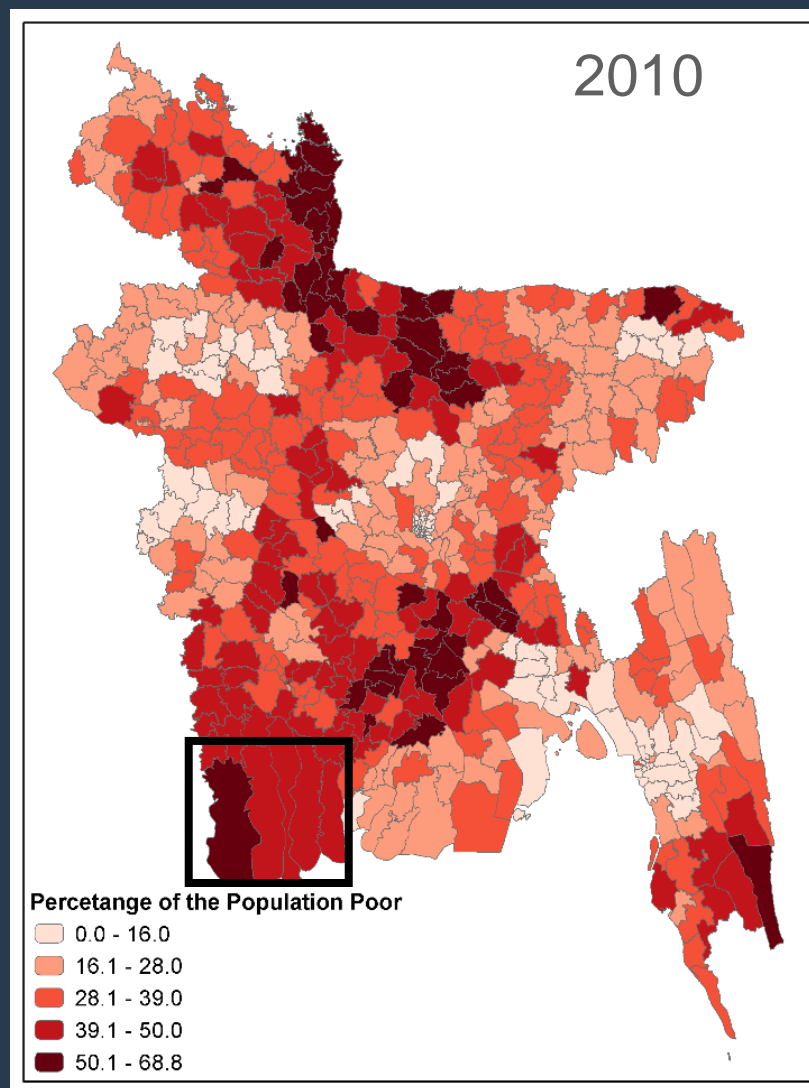 2010
Percetange of the Population Poor
0.0 - 16.0
16.1 - 28.0
28.1 - 39.0
39.1 - 50.0
50.1 - 68.8